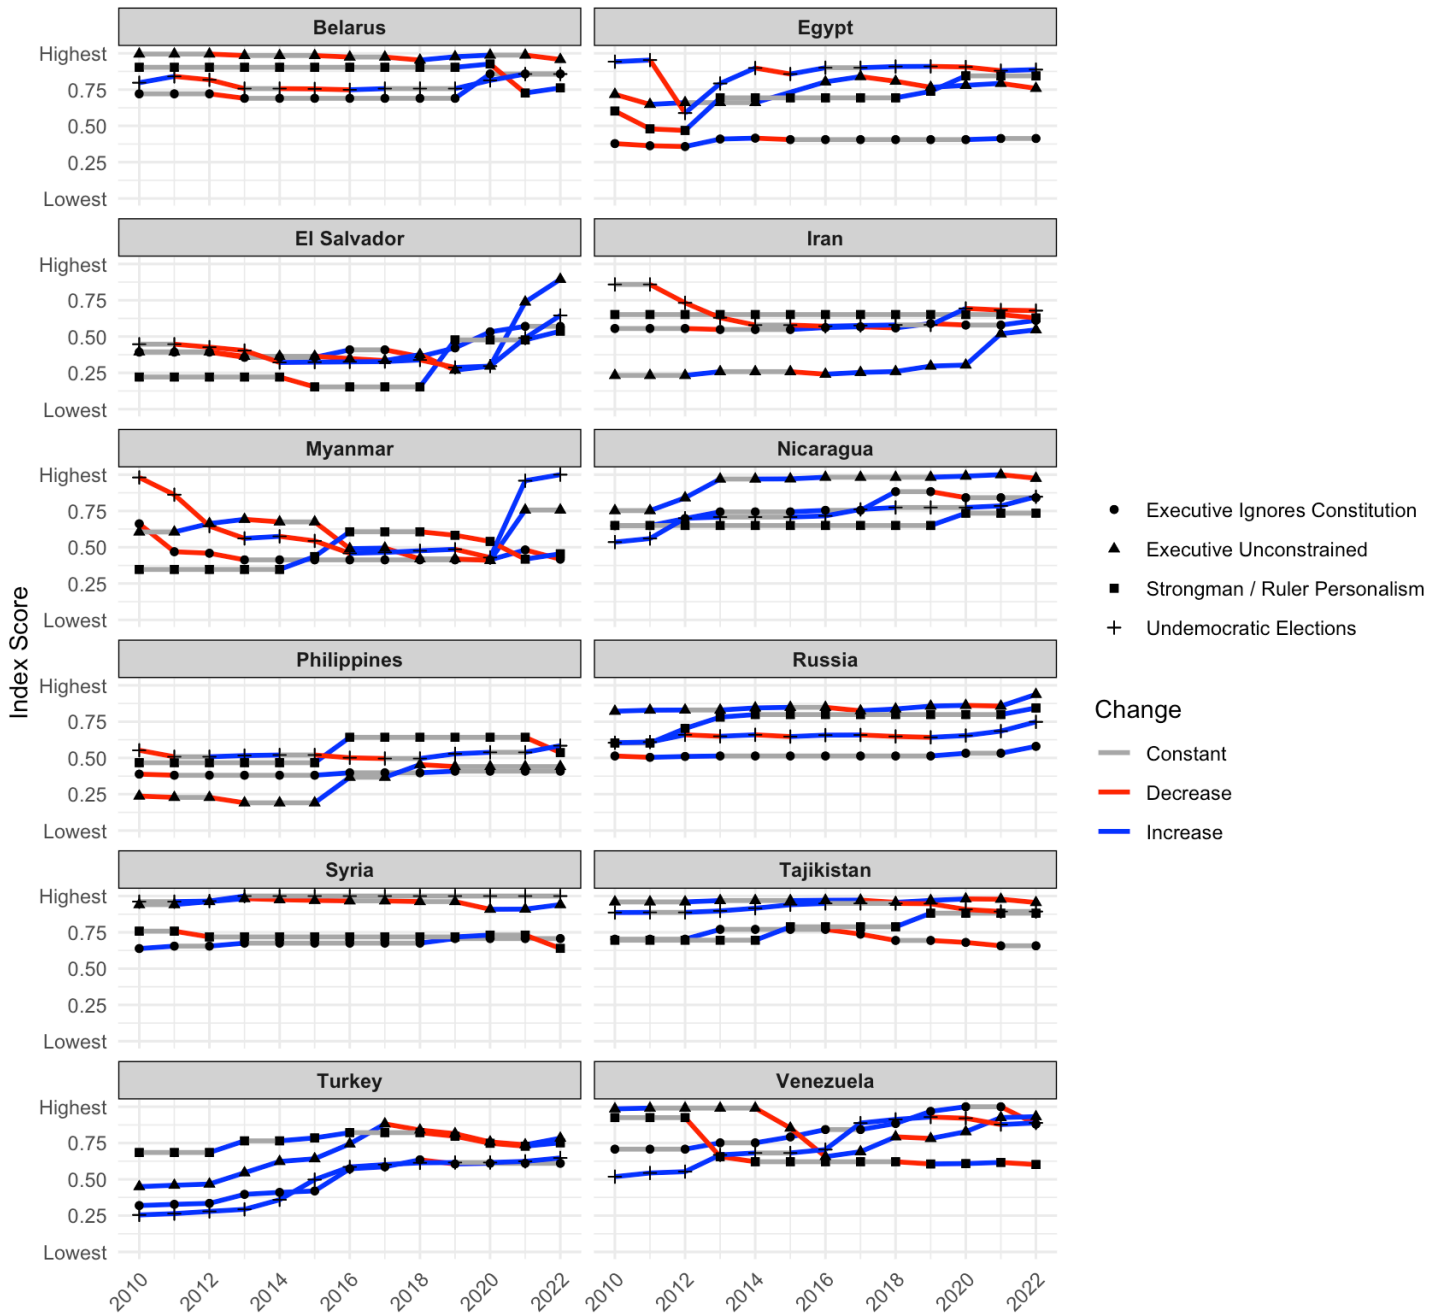 Belarus
Egypt
Highest
0.75
0.50
0.25
Lowest
El Salvador
Iran
Highest
0.75
0.50
0.25
Lowest
Myanmar
Nicaragua
Highest
0.75
0.50
0.25
Lowest
Philippines
Russia
Highest
0.75
0.50
0.25
Lowest
Syria
Tajikistan
Highest
0.75
0.50
0.25
Lowest
Turkey
Venezuela
Highest
0.75
0.50
0.25
Lowest
2010
2012
2014
2016
2018
2020
2022
2010
2012
2014
2016
2018
2020
2022
Index Score
Executive Ignores Constitution
Executive Unconstrained
Strongman / Ruler Personalism
Undemocratic Elections
Change
Constant
Decrease
Increase